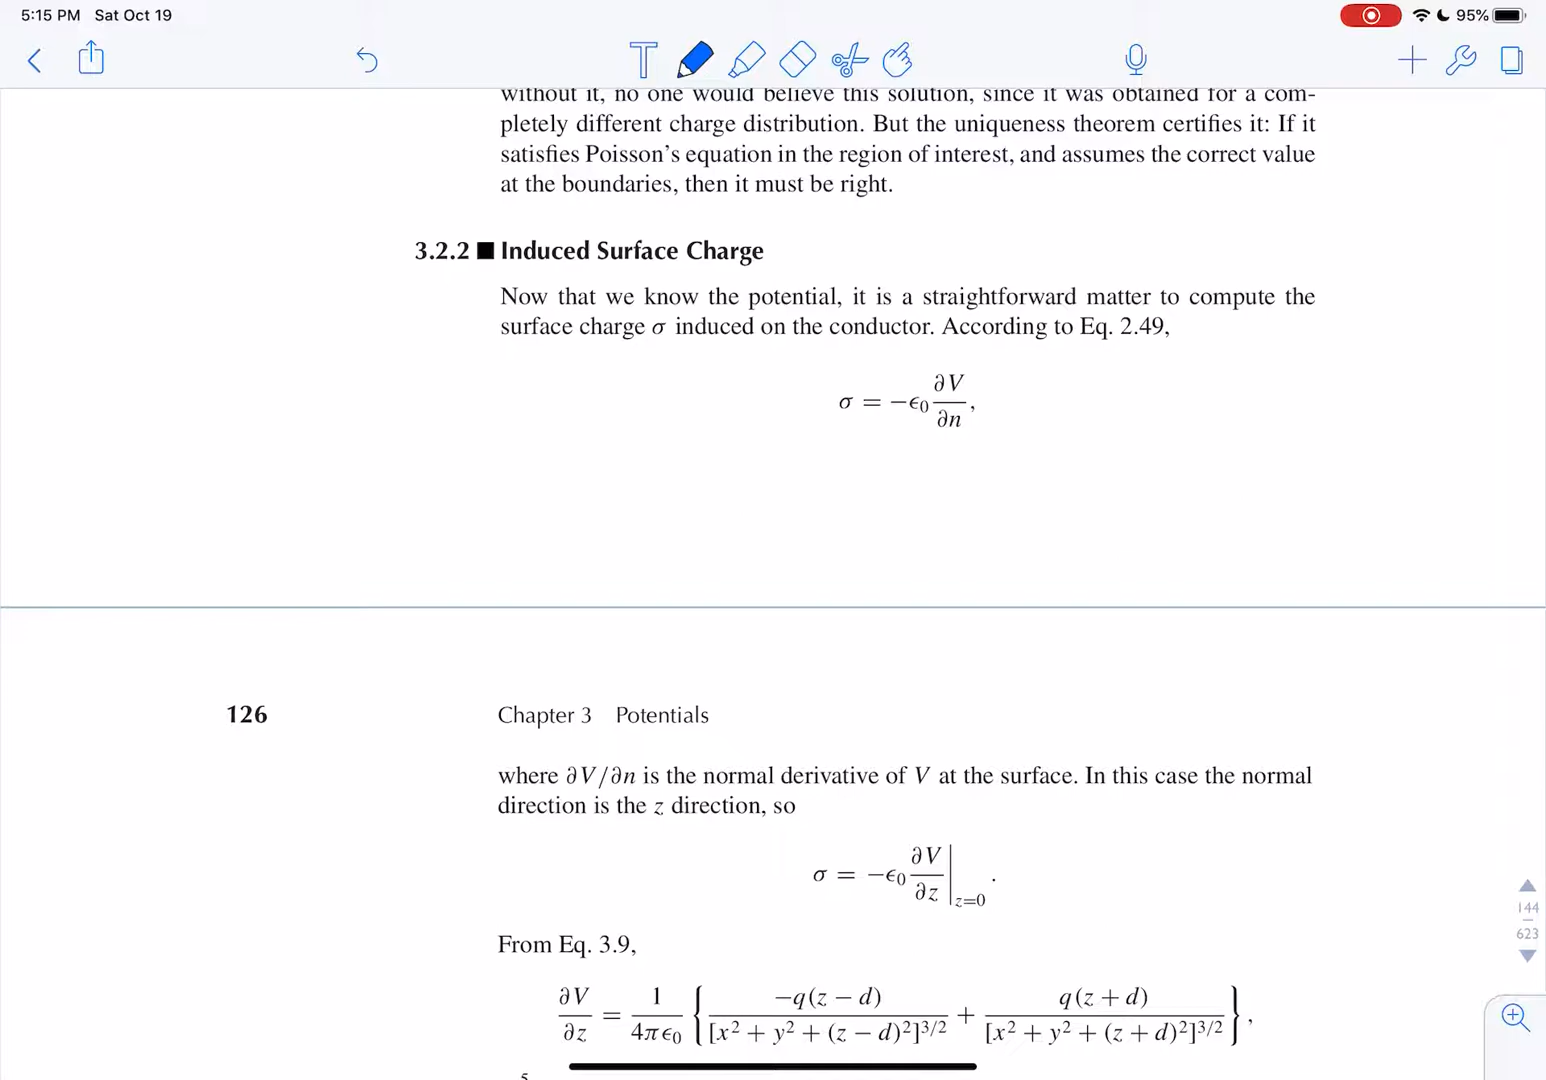 5:15 PM Sat Oct 19
95%
T
without it, no one would believe this solution, since it was obtained for a com-
pletely different charge distribution. But the uniqueness theorem certifies it: If it
satisfies Poisson's equation in the region of interest, and assumes the correct value
at the boundaries, then it must be right.
3.2.2 ■ Induced Surface Charge
Now that we know the potential, it is a straightforward matter to compute the
surface charge σ induced on the conductor. According to Eq. 2.49,
σ = −ϵ₀ ∂V/∂n,
126 Chapter 3 Potentials
where ∂V/∂n is the normal derivative of V at the surface. In this case the normal
direction is the z direction, so
σ = −ϵ₀ ∂V/∂z |z=0 .
From Eq. 3.9,
∂V/∂z = 1/4πϵ₀ { −q(z − d)/[x² + y² + (z − d)²]^3/2 + q(z + d)/[x² + y² + (z + d)²]^3/2 } ,
144
623